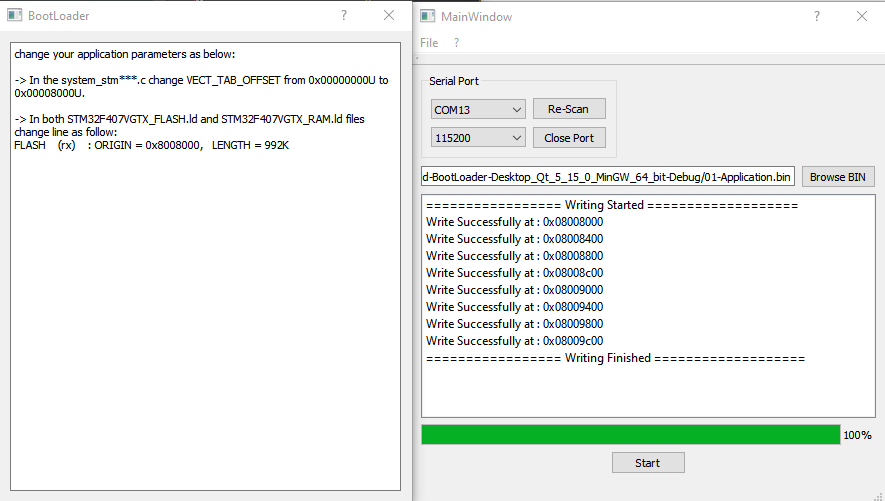 BootLoader
?
change your application parameters as below:
-> In the system_stm***.c change VECT_TAB_OFFSET from 0x00000000U to
0x00008000U.
-> In both STM32F407VGTX_FLASH.ld and STM32F407VGTX_RAM.ld files
change line as follow:
FLASH (rx) : ORIGIN = 0x8008000, LENGTH = 992K
MainWindow
?
File ?
Serial Port
COM13
Re-Scan
115200
Close Port
d-BootLoader-Desktop_Qt_5_15_0_MinGW_64_bit-Debug/01-Application.bin
Browse BIN
================= Writing Started ===================
Write Successfully at : 0x08008000
Write Successfully at : 0x08008400
Write Successfully at : 0x08008800
Write Successfully at : 0x08008c00
Write Successfully at : 0x08009000
Write Successfully at : 0x08009400
Write Successfully at : 0x08009800
Write Successfully at : 0x08009c00
================= Writing Finished ===================
100%
Start